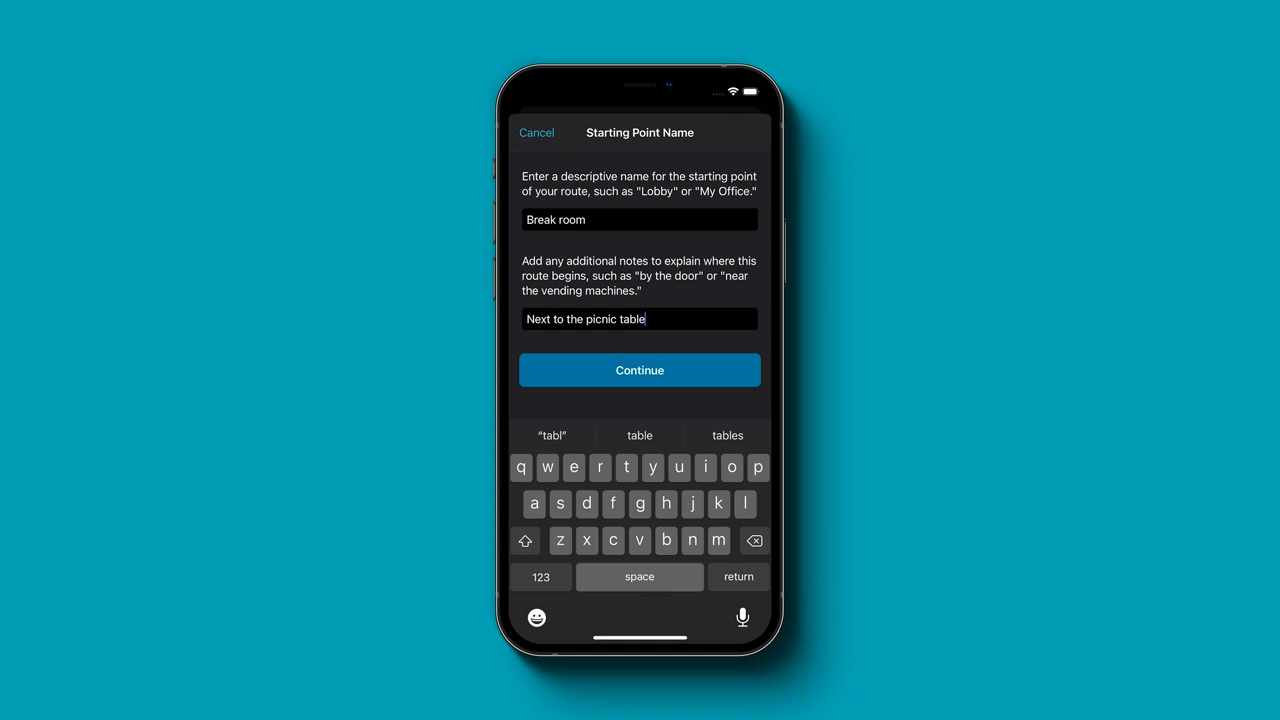 Cancel
Starting Point Name
Enter a descriptive name for the starting point
of your route, such as "Lobby" or "My Office."
Break room
Add any additional notes to explain where this
route begins, such as "by the door" or "near
the vending machines."
Next to the picnic table
Continue
“tabl” table tables
q w e r t y u i o p
a s d f g h j k l
z x c v b n m
123 space return